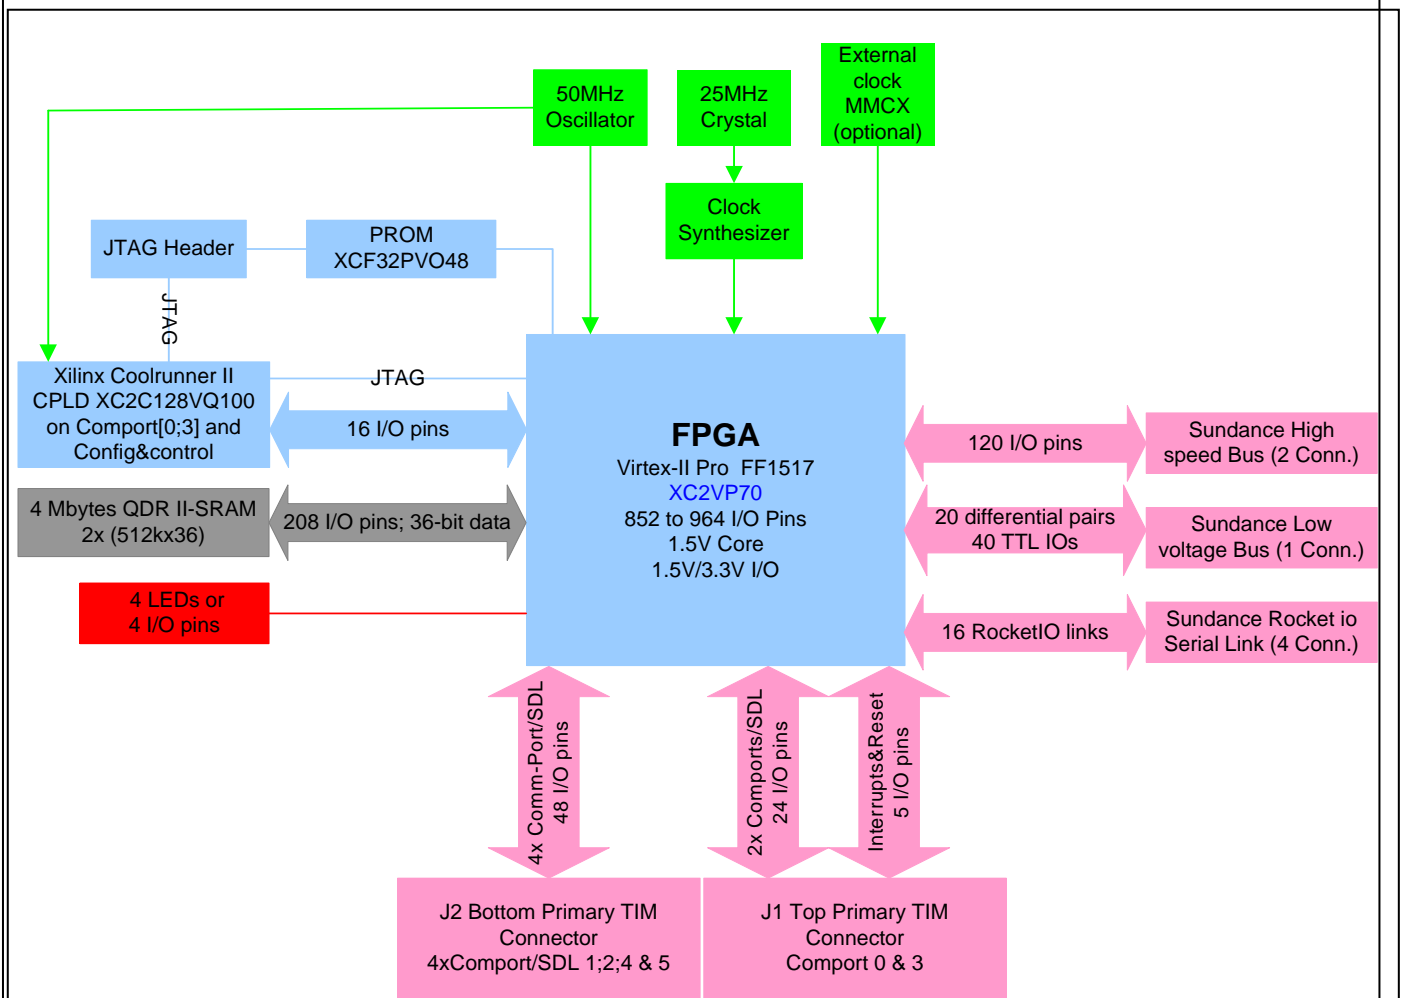 External
clock
MMCX
(optional)
50MHz
Oscillator
25MHz
Crystal
Clock
Synthesizer
JTAG Header
PROM
XCF32PVO48
JTAG
Xilinx Coolrunner II
CPLD XC2C128VQ100
on Comport[0;3] and
Config&control
JTAG
16 I/O pins
FPGA
Virtex-II Pro FF1517
XC2VP70
852 to 964 I/O Pins
1.5V Core
1.5V/3.3V I/O
120 I/O pins
Sundance High
speed Bus (2 Conn.)
4 Mbytes QDR II-SRAM
2x (512kx36)
208 I/O pins; 36-bit data
20 differential pairs
40 TTL IOs
Sundance Low
voltage Bus (1 Conn.)
4 LEDs or
4 I/O pins
16 RocketIO links
Sundance Rocket io
Serial Link (4 Conn.)
4x Comm-Port/SDL
48 I/O pins
2x Comports/SDL
24 I/O pins
Interrupts&Reset
5 I/O pins
J2 Bottom Primary TIM
Connector
4xComport/SDL 1;2;4 & 5
J1 Top Primary TIM
Connector
Comport 0 & 3